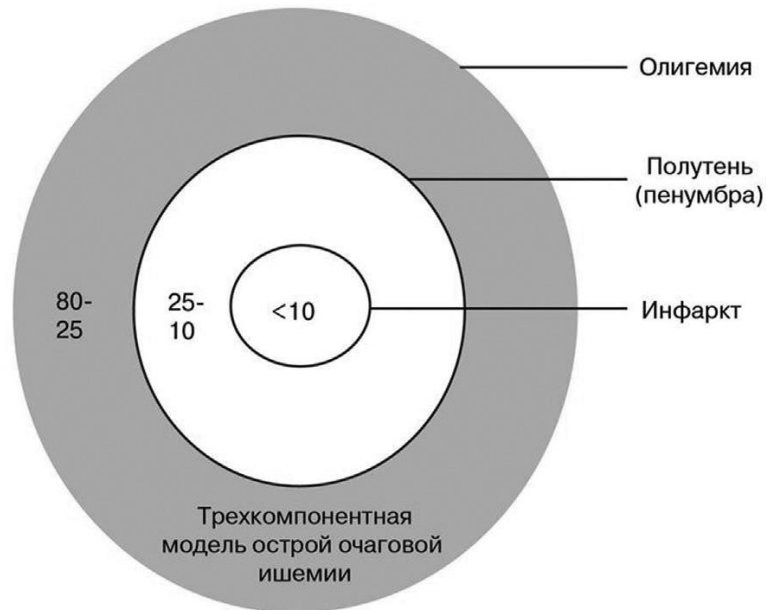 Олигемия
Полутень
(пенумбра)
80-
25
25-
10
<10
Инфаркт
Трехкомпонентная
модель острой очаговой
ишемии